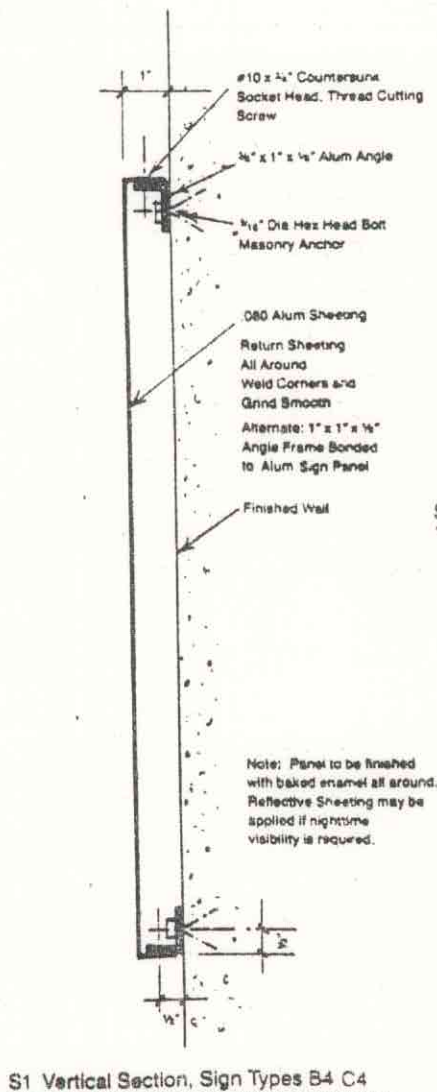 1"
#10 x ¾" Countersunk
Socket Head, Thread Cutting
Screw
x 1" x ⅛" Alum Angle
Dia Hex Head Bolt
Masonry Anchor
.080 Alum Sheeting
Return Sheeting
All Around
Weld Corners and
Grind Smooth
Alternate: 1" x 1" x ⅛"
Angle Frame Bonded
to Alum Sign Panel
Finished Wall
Note: Panel to be finished
with baked enamel all around.
Reflective Sheeting may be
applied if nighttime
visibility is required.
½"
½"
S1 Vertical Section, Sign Types B4 C4